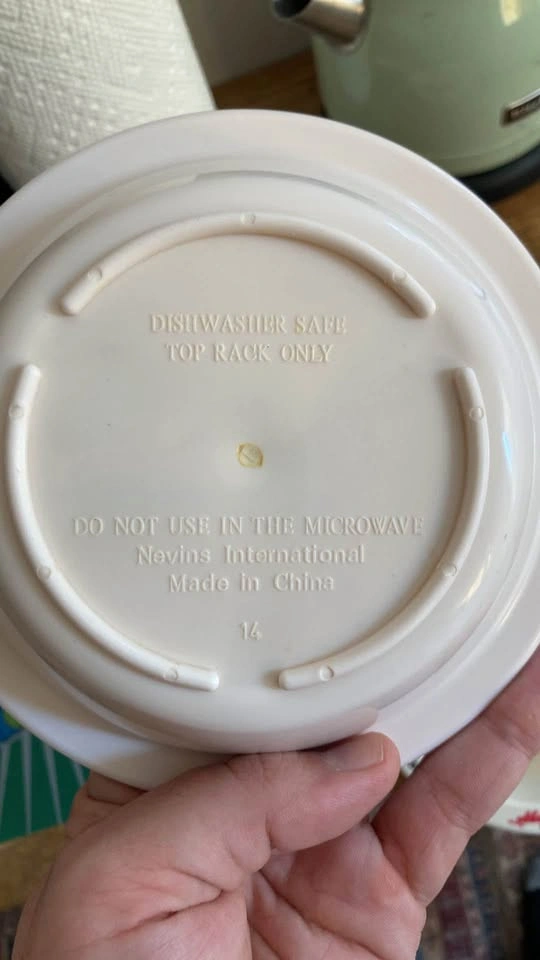 DISHWASHER SAFE
TOP RACK ONLY
DO NOT USE IN THE MICROWAVE
Nevins International
Made in China
14